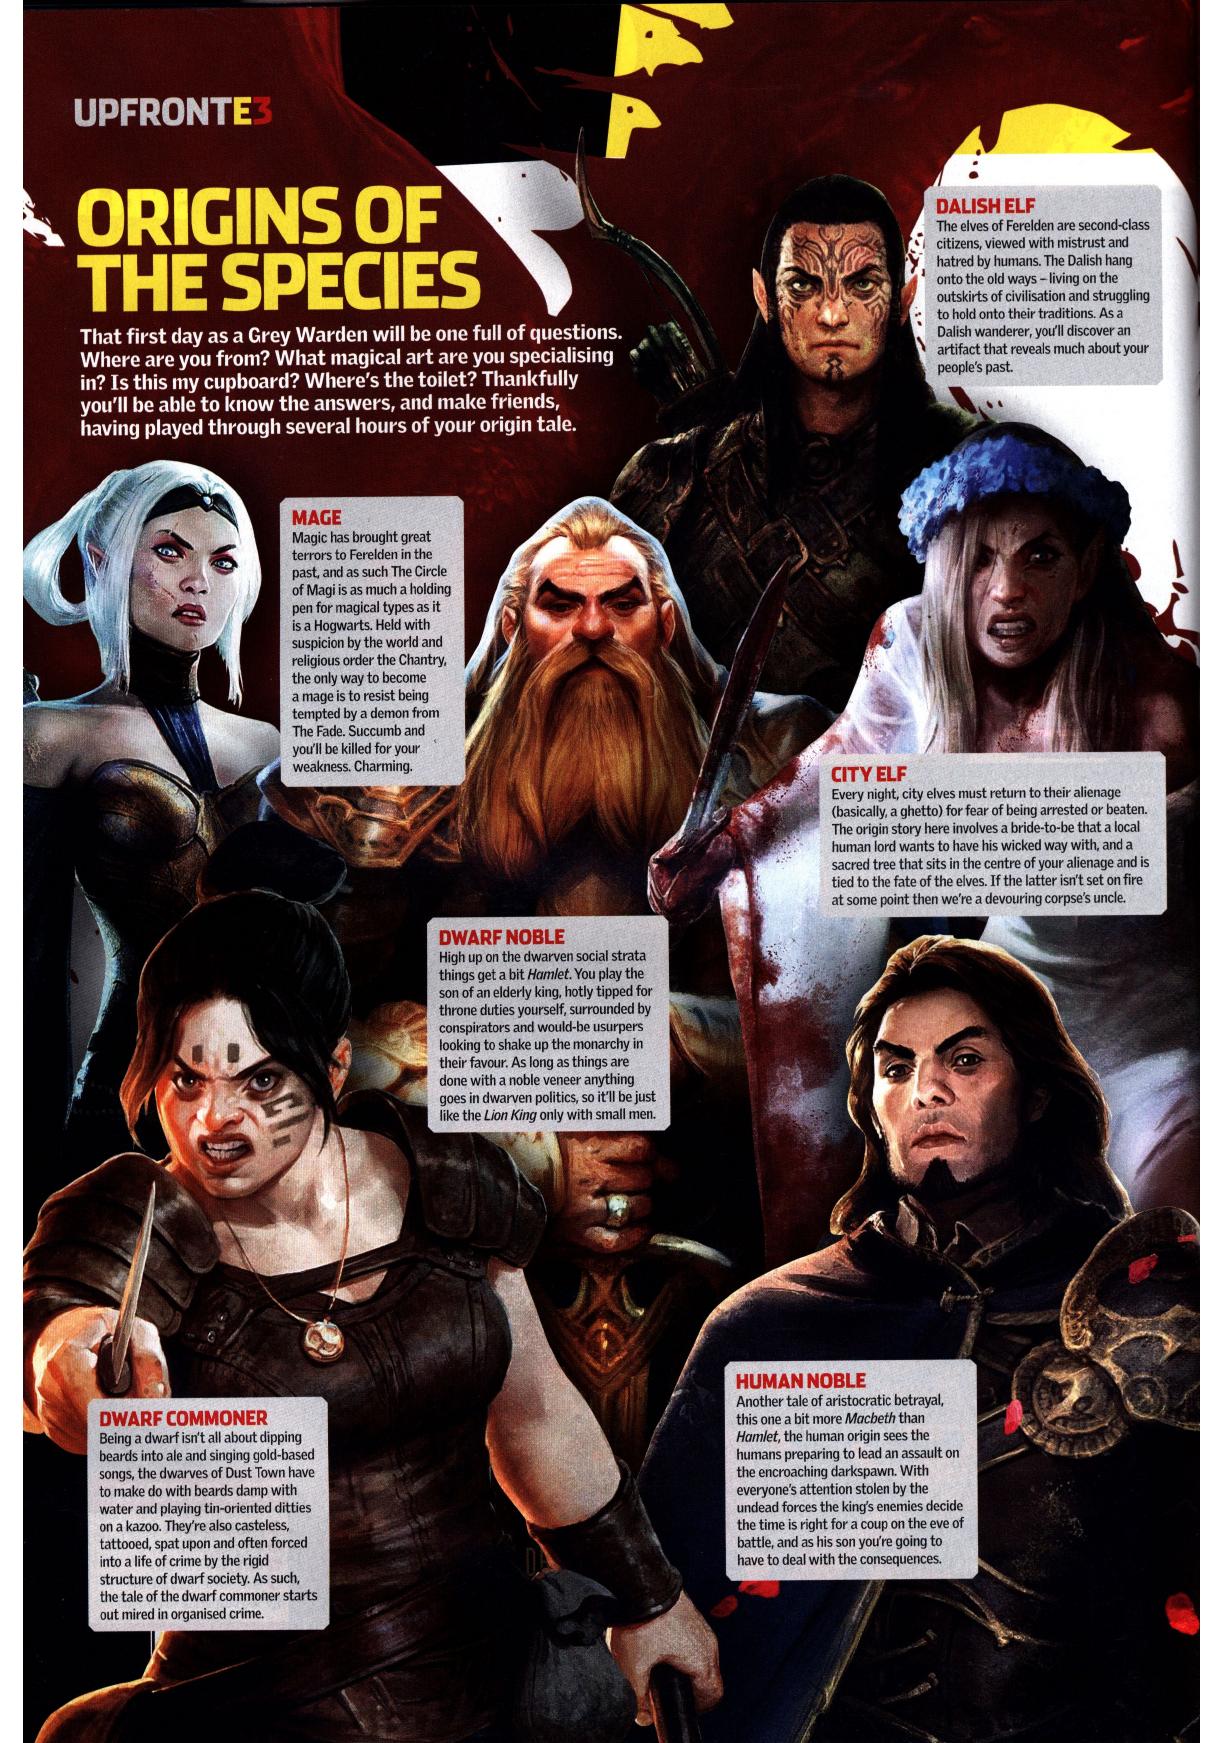 UPFRONTE3
ORIGINS OF
THE SPECIES
That first day as a Grey Warden will be one full of questions.
Where are you from? What magical art are you specialising
in? Is this my cupboard? Where's the toilet? Thankfully
you'll be able to know the answers, and make friends,
having played through several hours of your origin tale.
DALISH ELF
The elves of Ferelden are second-class
citizens, viewed with mistrust and
hatred by humans. The Dalish hang
onto the old ways – living on the
outskirts of civilisation and struggling
to hold onto their traditions. As a
Dalish wanderer, you'll discover an
artifact that reveals much about your
people's past.
MAGE
Magic has brought great
terrors to Ferelden in the
past, and as such The Circle
of Magi is as much a holding
pen for magical types as it
is a Hogwarts. Held with
suspicion by the world and
religious order the Chantry,
the only way to become
a mage is to resist being
tempted by a demon from
The Fade. Succumb and
you'll be killed for your
weakness. Charming.
CITY ELF
Every night, city elves must return to their alienage
(basically, a ghetto) for fear of being arrested or beaten.
The origin story here involves a bride-to-be that a local
human lord wants to have his wicked way with, and a
sacred tree that sits in the centre of your alienage and is
tied to the fate of the elves. If the latter isn't set on fire
at some point then we're a devouring corpse's uncle.
DWARF NOBLE
High up on the dwarven social strata
things get a bit Hamlet. You play the
son of an elderly king, hotly tipped for
throne duties yourself, surrounded by
conspirators and would-be usurpers
looking to shake up the monarchy in
their favour. As long as things are
done with a noble veneer anything
goes in dwarven politics, so it'll be just
like the Lion King only with small men.
HUMAN NOBLE
Another tale of aristocratic betrayal,
this one a bit more Macbeth than
Hamlet, the human origin sees the
humans preparing to lead an assault on
the encroaching darkspawn. With
everyone's attention stolen by the
undead forces the king's enemies decide
the time is right for a coup on the eve of
battle, and as his son you're going to
have to deal with the consequences.
DWARF COMMONER
Being a dwarf isn't all about dipping
beards into ale and singing gold-based
songs, the dwarves of Dust Town have
to make do with beards damp with
water and playing tin-oriented ditties
on a kazoo. They're also casteless,
tattooed, spat upon and often forced
into a life of crime by the rigid
structure of dwarf society. As such,
the tale of the dwarf commoner starts
out mired in organised crime.